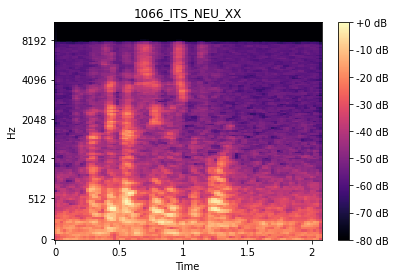 1066_ITS_NEU_XX
Hz
8192
4096
2048
1024
512
0
0
0.5
1
1.5
2
Time
+0 dB
-10 dB
-20 dB
-30 dB
-40 dB
-50 dB
-60 dB
-70 dB
-80 dB